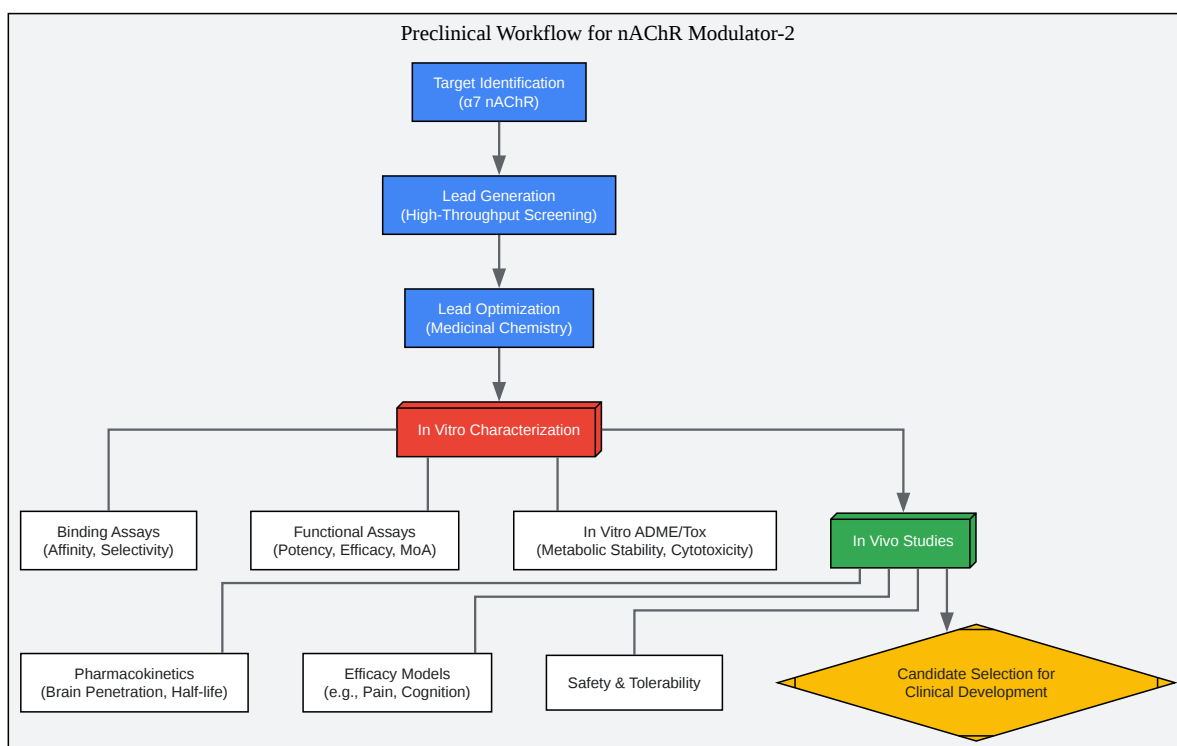 Preclinical Workflow for nAChR Modulator-2
Target Identification
(α7 nAChR)
Lead Generation
(High-Throughput Screening)
Lead Optimization
(Medicinal Chemistry)
In Vitro Characterization
Binding Assays
(Affinity, Selectivity)
Functional Assays
(Potency, Efficacy, MoA)
In Vitro ADME/Tox
(Metabolic Stability, Cytotoxicity)
In Vivo Studies
Pharmacokinetics
(Brain Penetration, Half-life)
Efficacy Models
(e.g., Pain, Cognition)
Safety & Tolerability
Candidate Selection for
Clinical Development